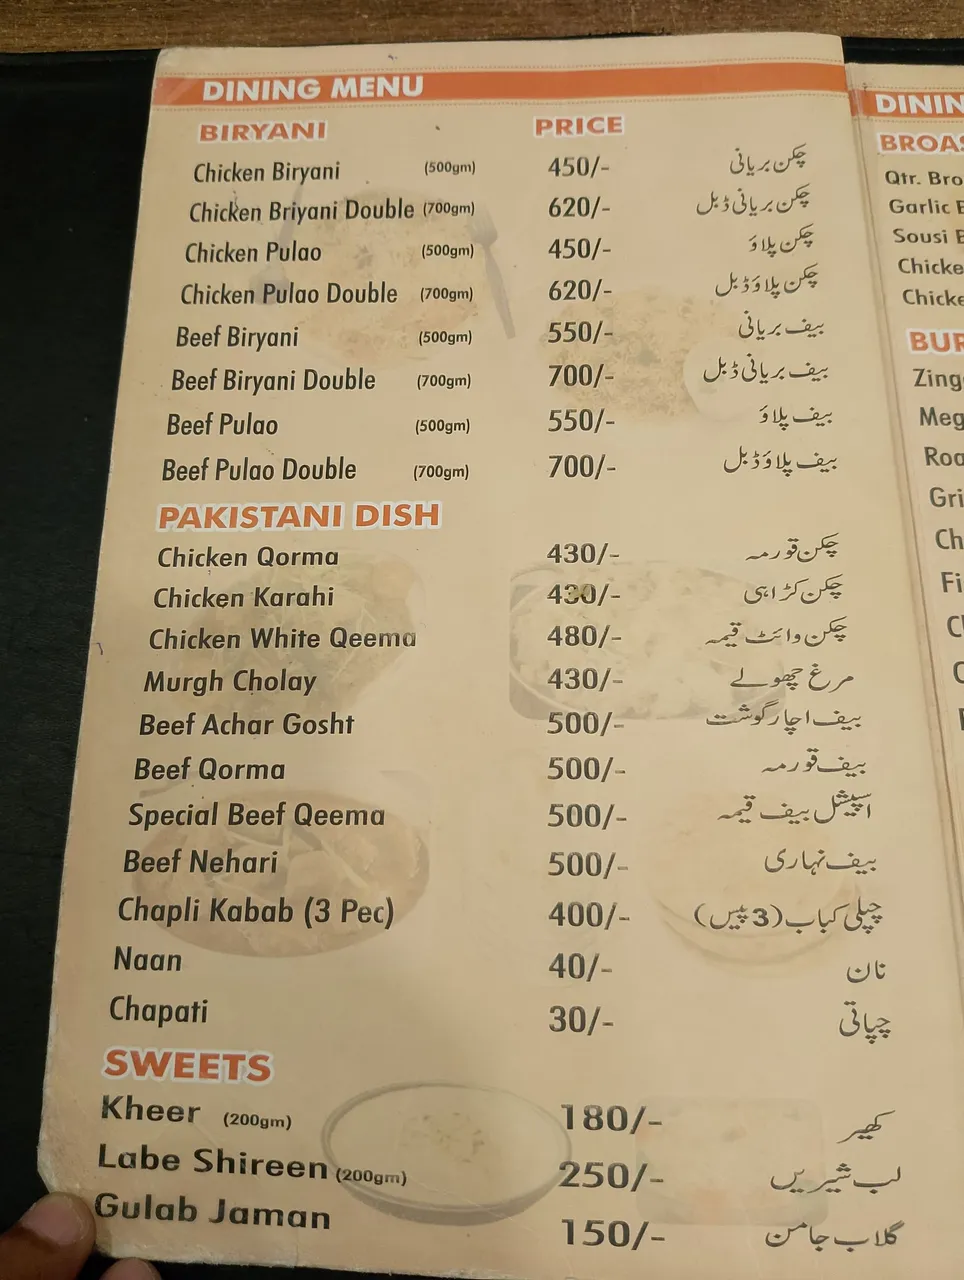 DINING MENU
BIRYANI PRICE
Chicken Biryani (500gm) 450/- چکن بریانی
Chicken Briyani Double (700gm) 620/- چکن بریانی ڈبل
Chicken Pulao (500gm) 450/- چکن پلاؤ
Chicken Pulao Double (700gm) 620/- چکن پلاؤ ڈبل
Beef Biryani (500gm) 550/- بیف بریانی
Beef Biryani Double (700gm) 700/- بیف بریانی ڈبل
Beef Pulao (500gm) 550/- بیف پلاؤ
Beef Pulao Double (700gm) 700/- بیف پلاؤ ڈبل
PAKISTANI DISH
Chicken Qorma 430/- چکن قورمہ
Chicken Karahi 430/- چکن کڑاہی
Chicken White Qeema 480/- چکن وائٹ قیمہ
Murgh Cholay 430/- مرغ چھولے
Beef Achar Gosht 500/- بیف اچار گوشت
Beef Qorma 500/- بیف قورمہ
Special Beef Qeema 500/- اسپیشل بیف قیمہ
Beef Nehari 500/- بیف نہاری
Chapli Kabab (3 Pec) 400/- چپلی کباب (3 پیس)
Naan 40/- نان
Chapati 30/- چپاتی
SWEETS
Kheer (200gm) 180/- کھیر
Labe Shireen (200gm) 250/- لب شیریں
Gulab Jaman 150/- گلاب جامن
DININ
BROAS
Qtr. Bro
Garlic
Sousi
Chicke
Chicke
BUR
Zing
Meg
Roa
Gri
Ch
Fi